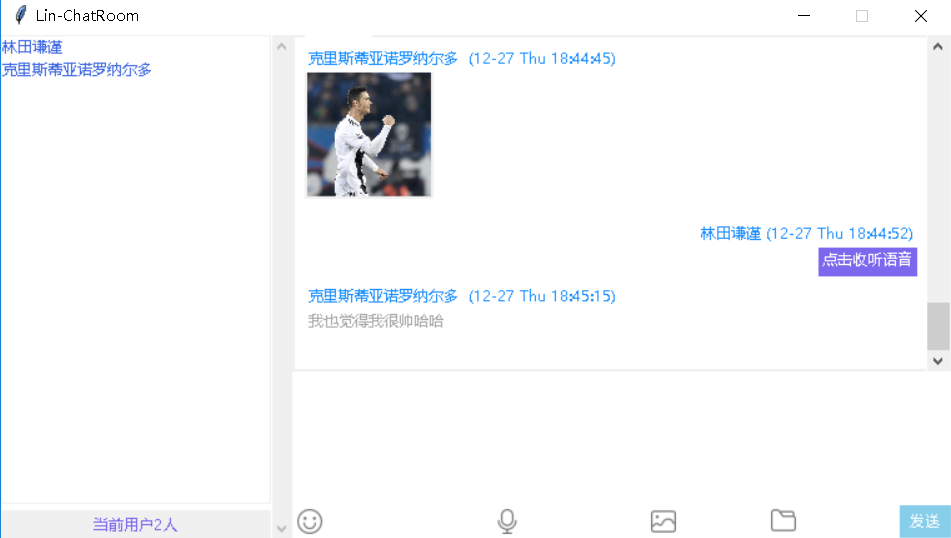 Lin-ChatRoom
林田谦谨
克里斯蒂亚诺罗纳尔多
克里斯蒂亚诺罗纳尔多 (12-27 Thu 18:44:45)
林田谦谨 (12-27 Thu 18:44:52)
点击收听语音
克里斯蒂亚诺罗纳尔多 (12-27 Thu 18:45:15)
我也觉得我很帅哈哈
当前用户2人
发送